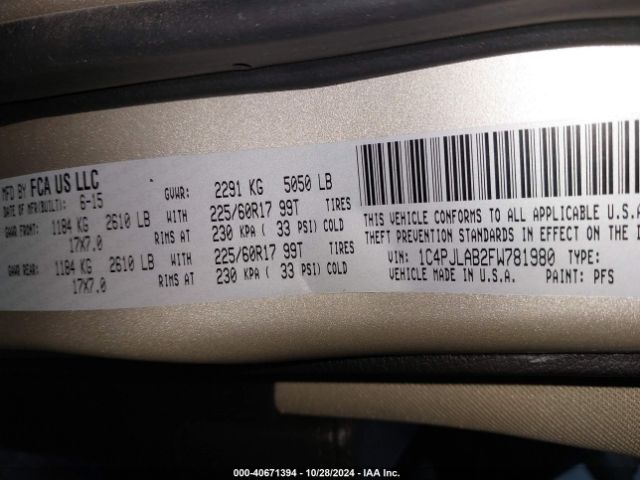 MFD BY FCA US LLC
DATE OF MFR(BUILT): 6-15 GVWR: 2291 KG 5050 LB
GAWR FRONT: 1184 KG 2610 LB WITH 225/60R17 99T TIRES
17X7.0 RIMS AT 230 KPA ( 33 PSI) COLD
GAWR REAR: 1184 KG 2610 LB WITH 225/60R17 99T TIRES
17X7.0 RIMS AT 230 KPA ( 33 PSI) COLD
THIS VEHICLE CONFORMS TO ALL APPLICABLE U.S.A
THEFT PREVENTION STANDARDS IN EFFECT ON THE
VIN: 1C4PJLAB2FW781980 TYPE:
VEHICLE MADE IN U.S.A. PAINT: PFS
000-40671394 | 10/28/2024 | IAA Inc.